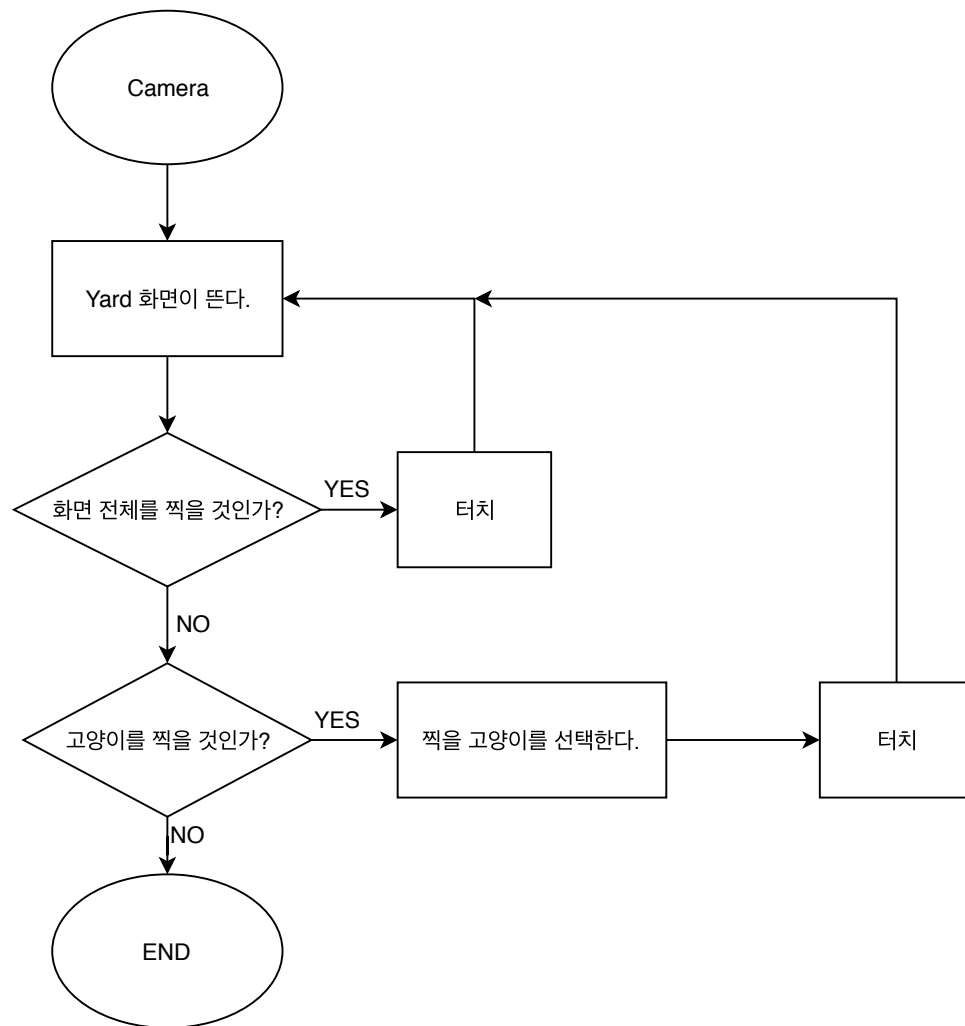 Camera
Yard 화면이 뜬다.
화면 전체를 찍을 것인가?
YES
터치
NO
고양이를 찍을 것인가?
YES
찍을 고양이를 선택한다.
터치
NO
END